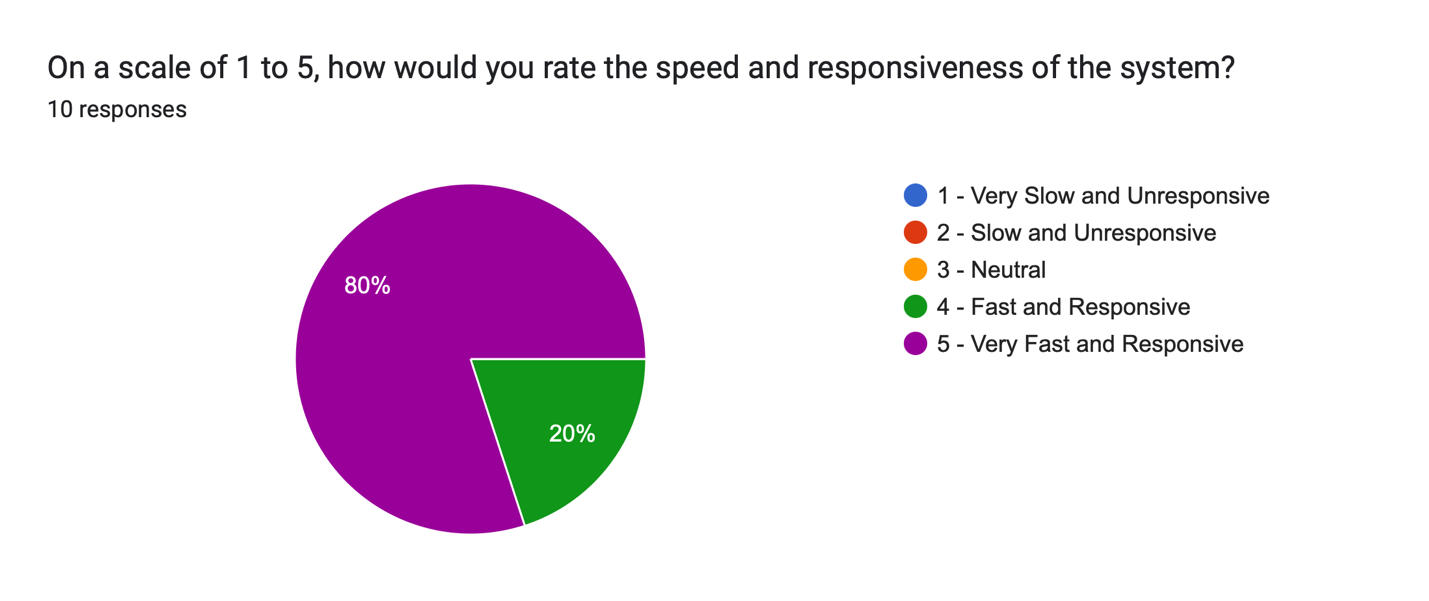 On a scale of 1 to 5, how would you rate the speed and responsiveness of the system?
10 responses
80%
20%
1 - Very Slow and Unresponsive
2 - Slow and Unresponsive
3 - Neutral
4 - Fast and Responsive
5 - Very Fast and Responsive